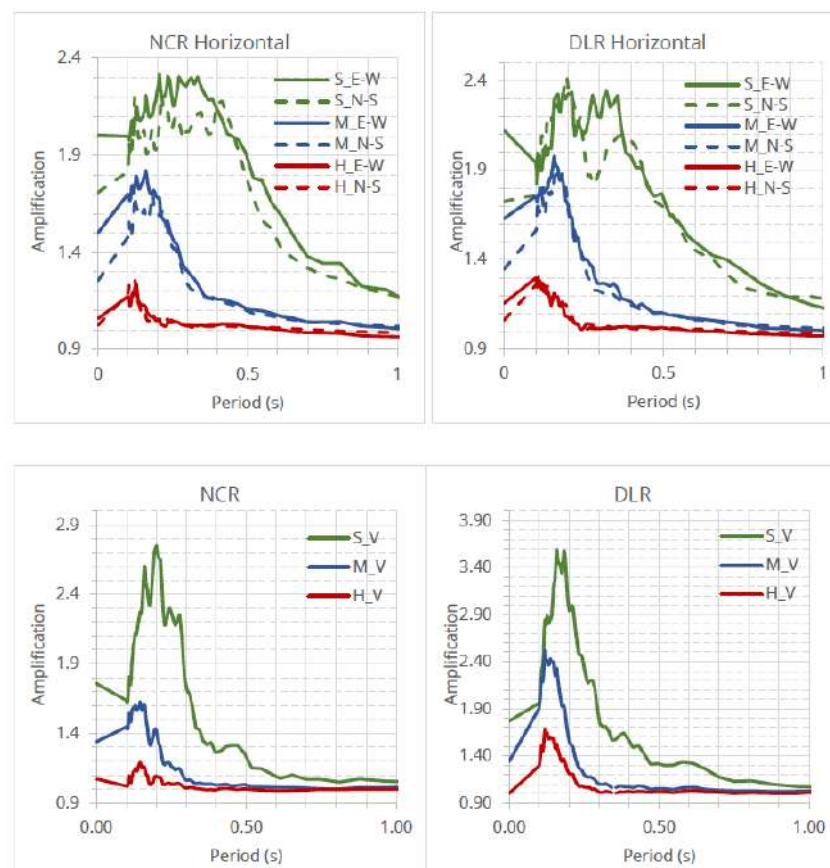 NCR Horizontal
2.4
1.9
1.4
0.9
Amplification
S_E-W
S_N-S
M_E-W
M_N-S
H_E-W
H_N-S
0
0.5
1
Period (s)
DLR Horizontal
2.4
1.9
1.4
0.9
Amplification
S_E-W
S_N-S
M_E-W
M_N-S
H_E-W
H_N-S
0
0.5
1
Period (s)
NCR
2.9
2.4
1.9
1.4
0.9
Amplification
S_V
M_V
H_V
0.00
0.50
1.00
Period (s)
DLR
3.90
3.40
2.90
2.40
1.90
1.40
0.90
Amplification
S_V
M_V
H_V
0.00
0.50
1.00
Period (s)